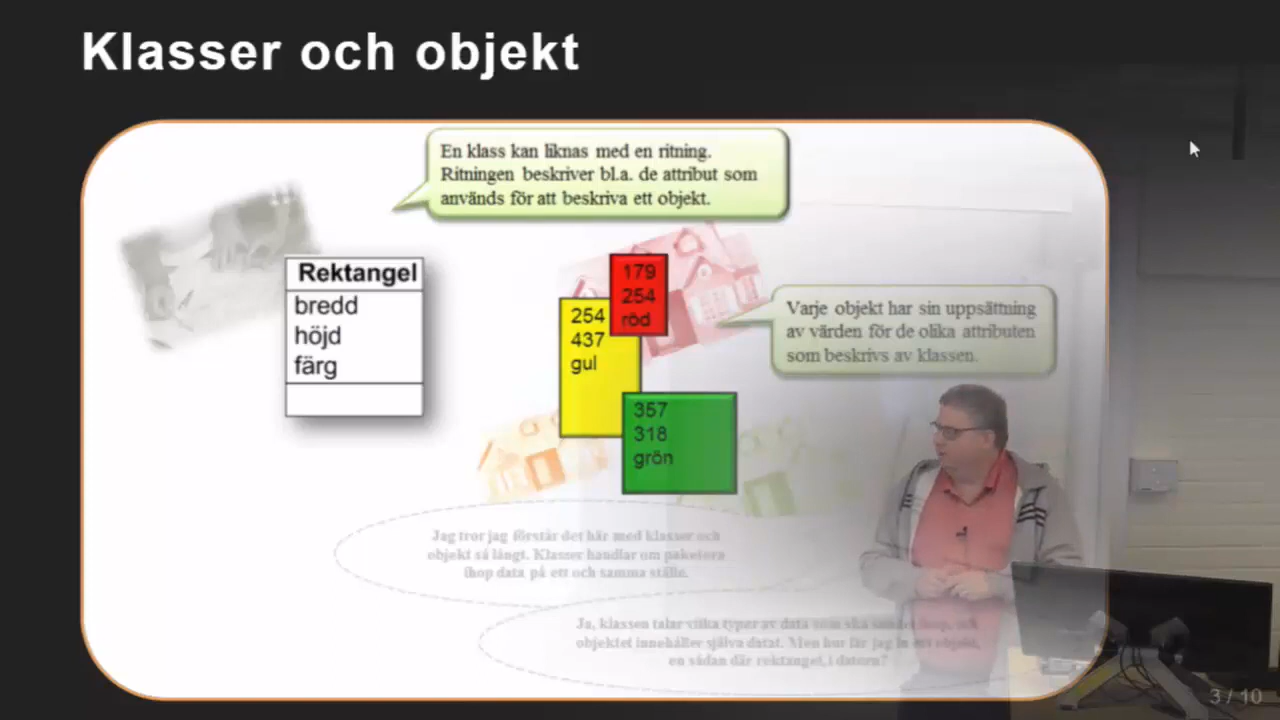 Klasser och objekt
En klass kan liknas med en ritning.
Ritningen beskriver bl.a. de attribut som
används för att beskriva ett objekt.
Rektangel
bredd
höjd
färg
179
254
röd
254
437
gul
Varje objekt har sin uppsättning
av värden för de olika attributen
som beskrivs av klassen.
357
318
grön
Jag tror jag förstår det här med klasser och
objekt så långt. Klasser handlar om paketera
ihop data på ett och samma ställe.
Ja, klassen talar vilka typer av data som ska ihop, och
objektet innehåller själva datat. Men hur får jag in ett objekt,
en sådan där rektangel, i datorn?
3 / 10